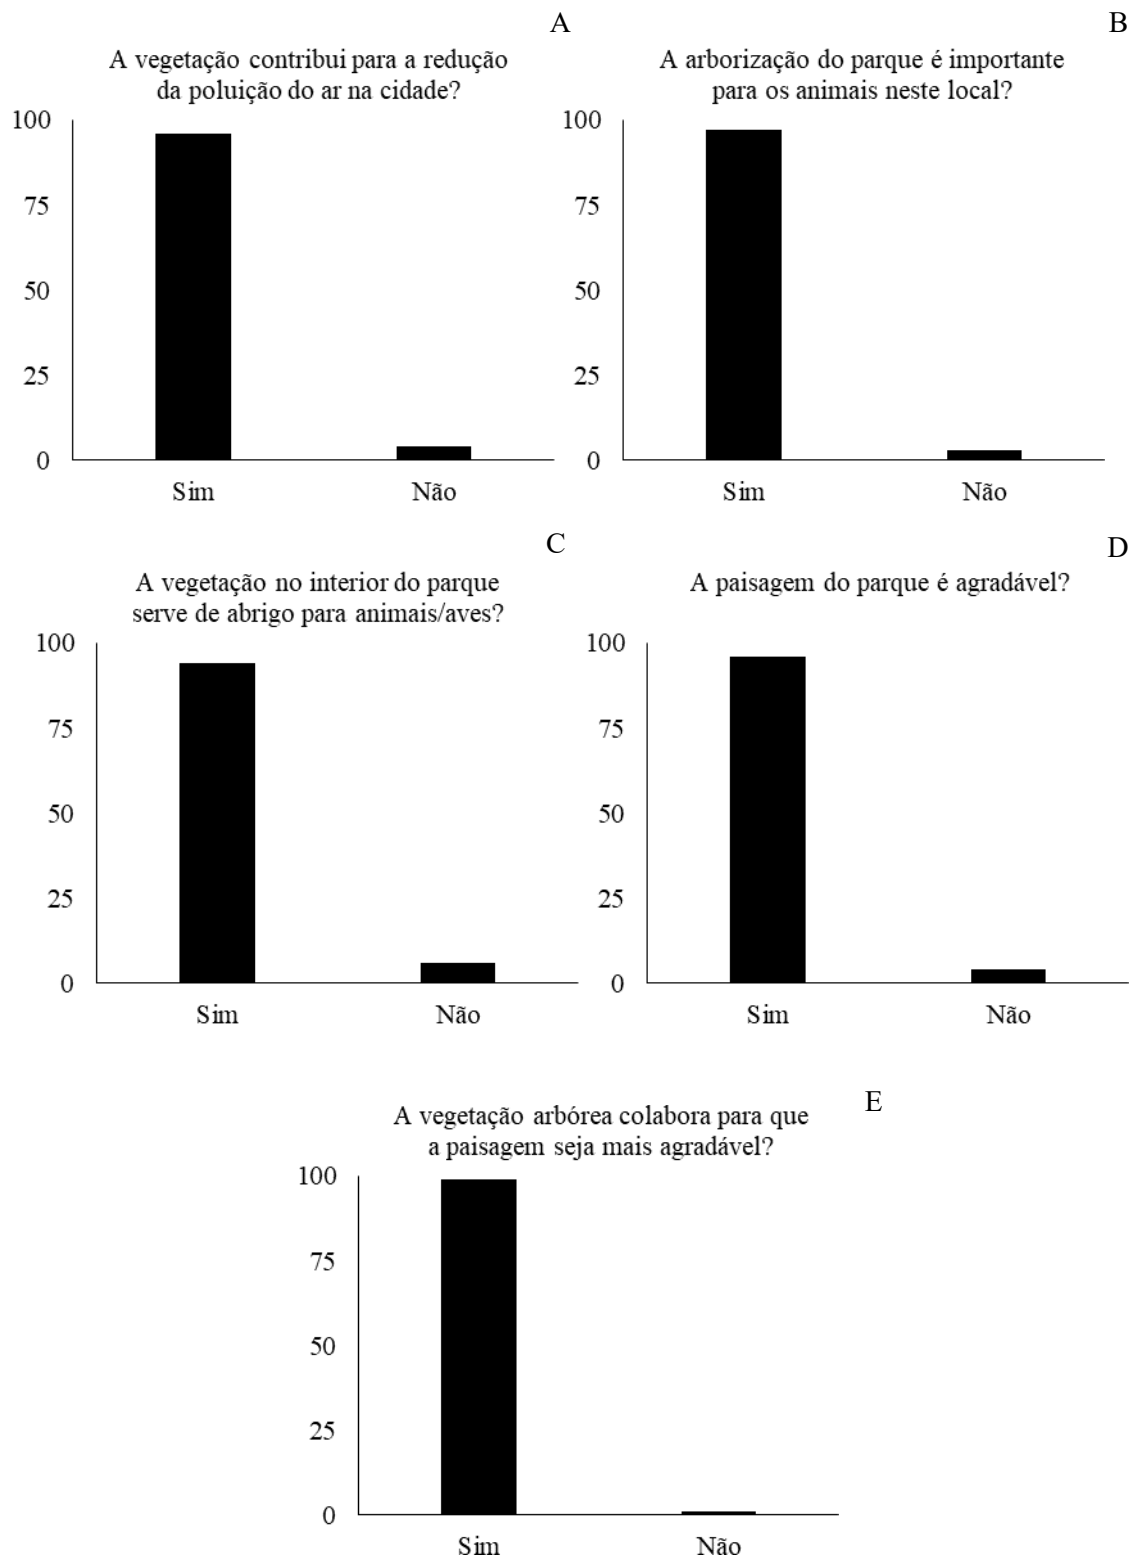 A
A vegetação contribui para a redução
da poluição do ar na cidade?
100
75
50
25
0
Sim Não
B
A arborização do parque é importante
para os animais neste local?
100
75
50
25
0
Sim Não
C
A vegetação no interior do parque
serve de abrigo para animais/aves?
100
75
50
25
0
Sim Não
D
A paisagem do parque é agradável?
100
75
50
25
0
Sim Não
E
A vegetação arbórea colabora para que
a paisagem seja mais agradável?
100
75
50
25
0
Sim Não